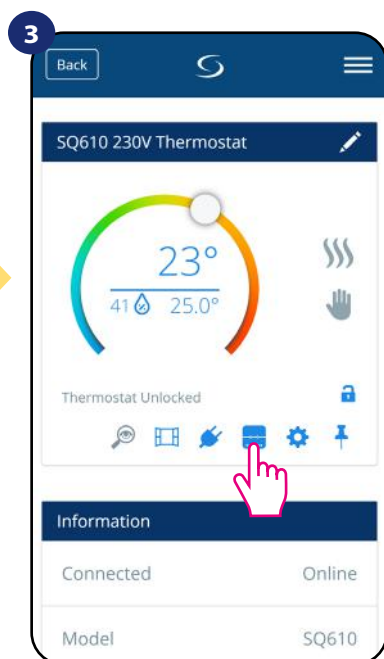 3
Back
SQ610 230V Thermostat
23°
41 25.0°
Thermostat Unlocked
Information
Connected Online
Model SQ610